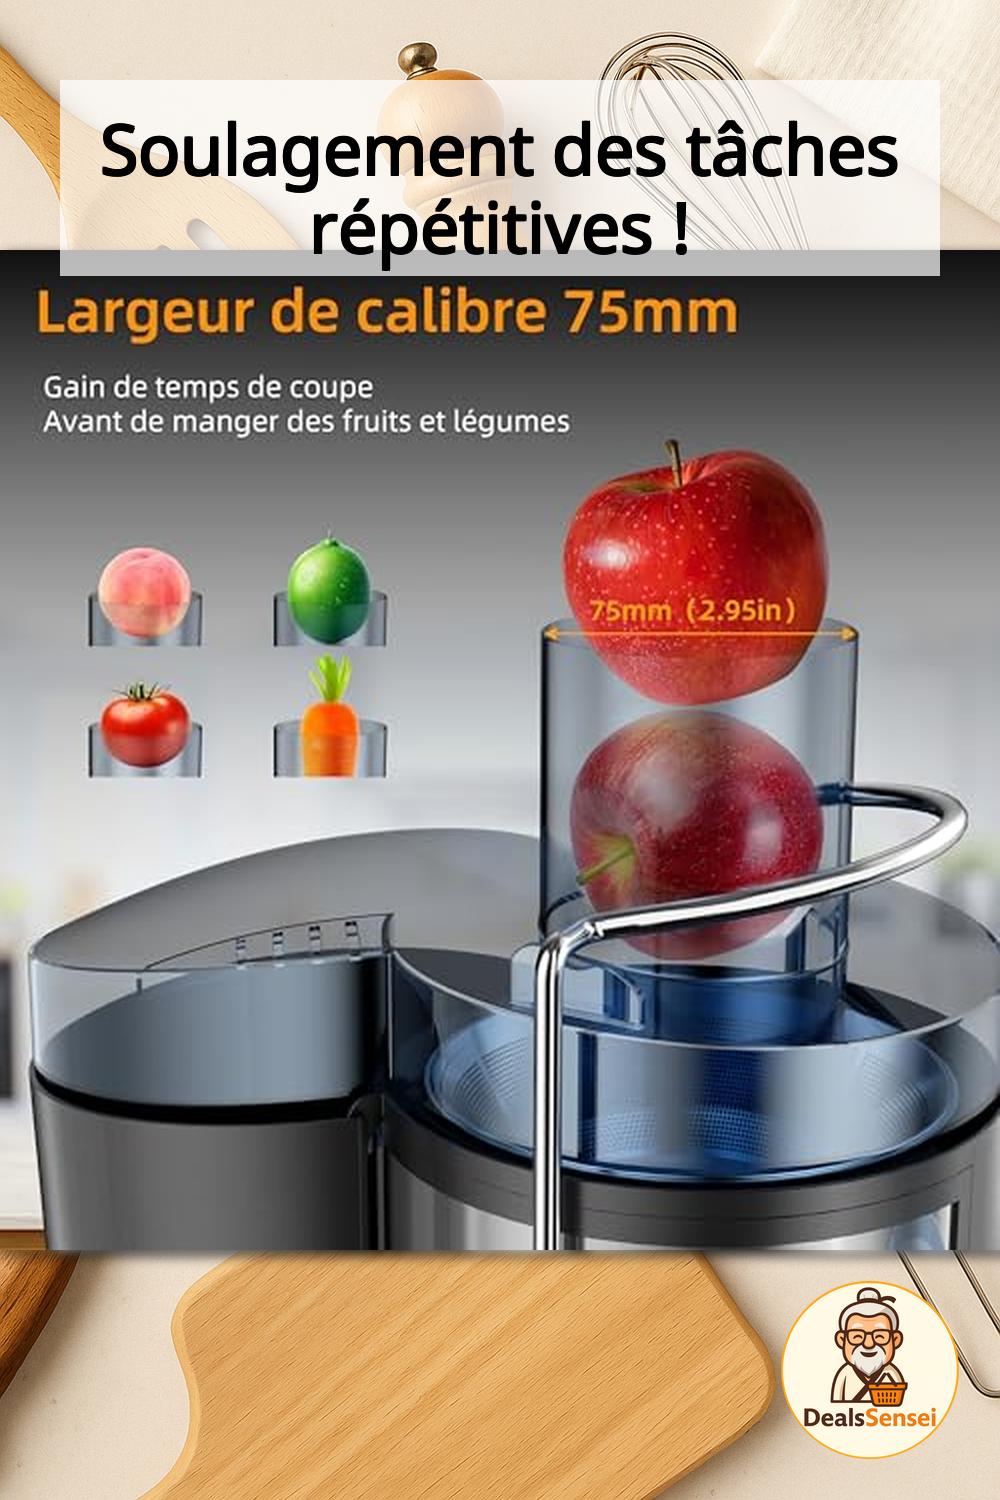 Soulagement des tâches
répétitives !
Largeur de calibre 75mm
Gain de temps de coupe
Avant de manger des fruits et légumes
75mm（2.95in）
DealsSensei